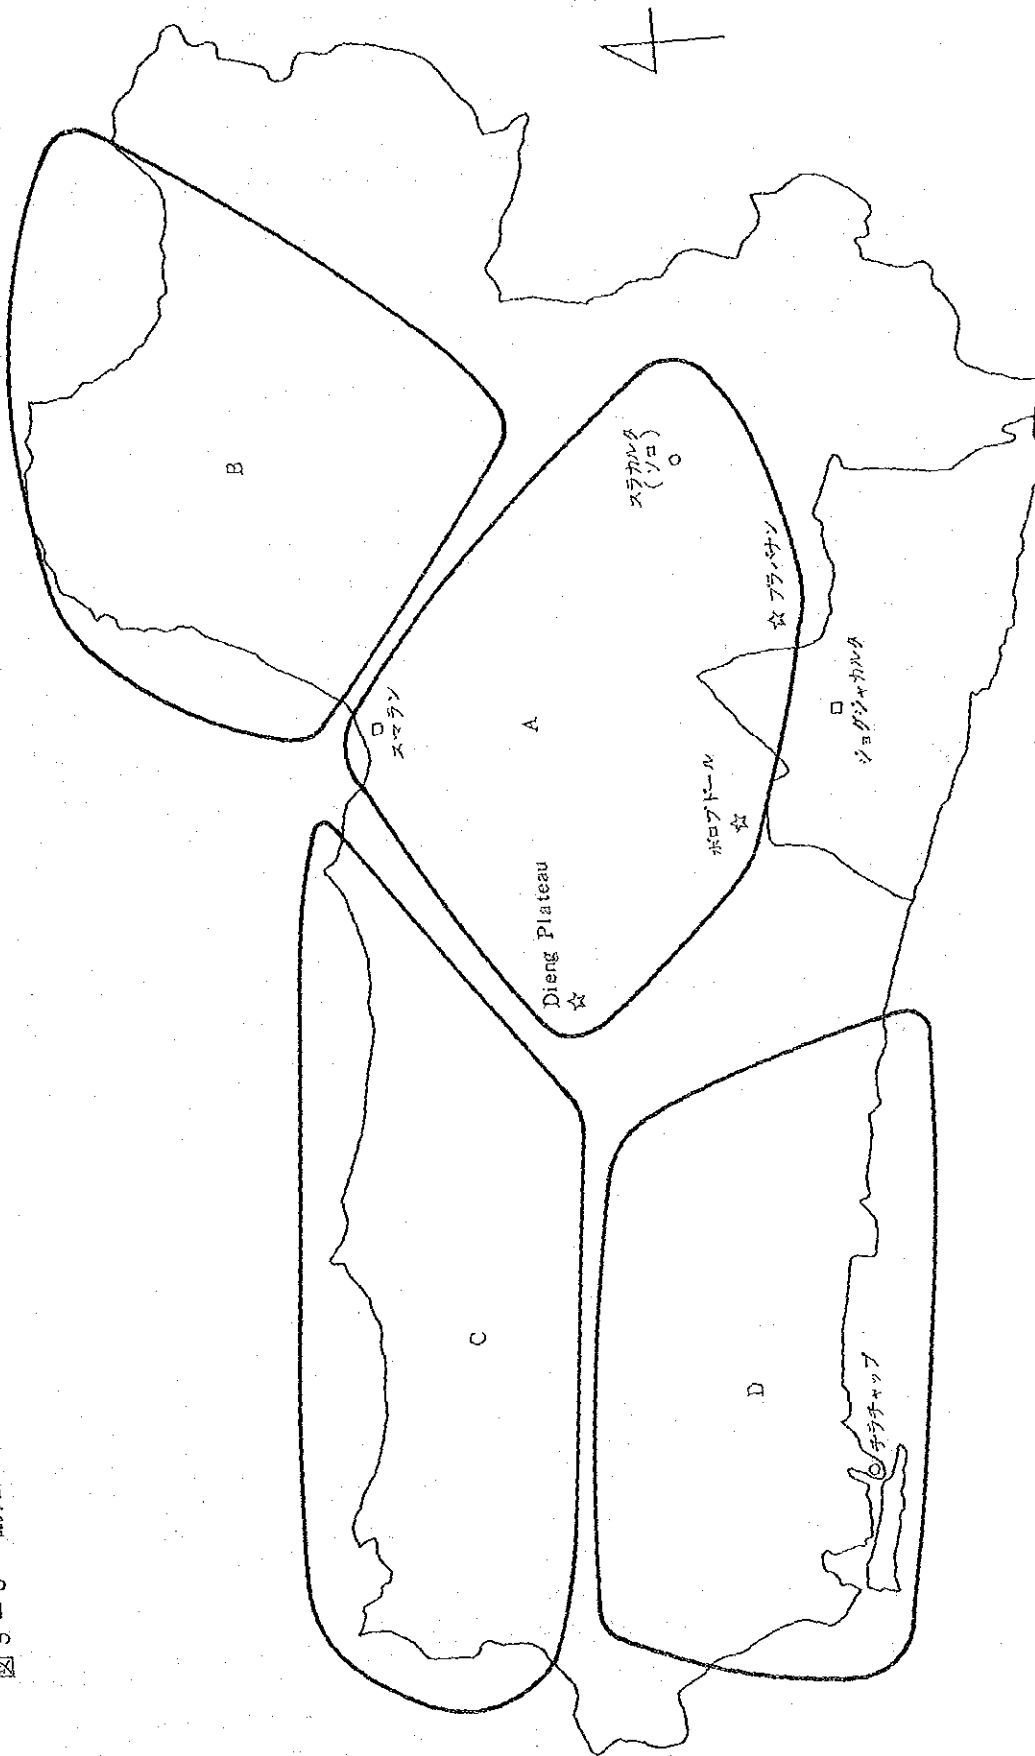 B
スラカルタ
(ソロ)
スマラン
A
プランバナン
ジョグジャカルタ
ボロブドール
Dieng Plateau
C
D
チラチャップ